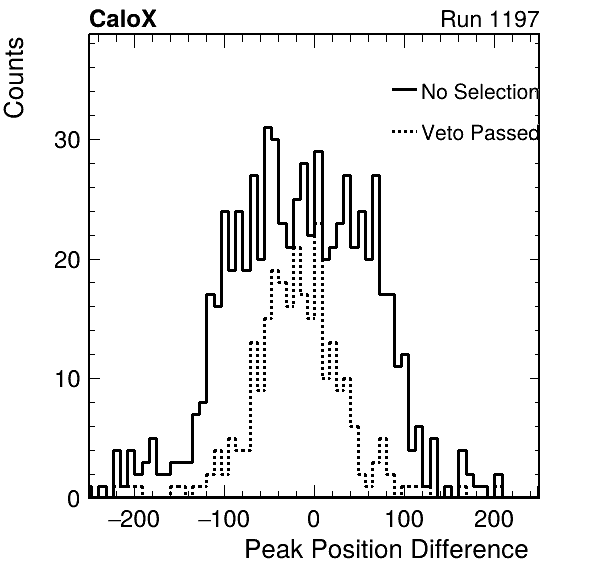 CaloX Run 1197
Counts
No Selection
Veto Passed
30
20
10
0
−200 −100 0 100 200
Peak Position Difference